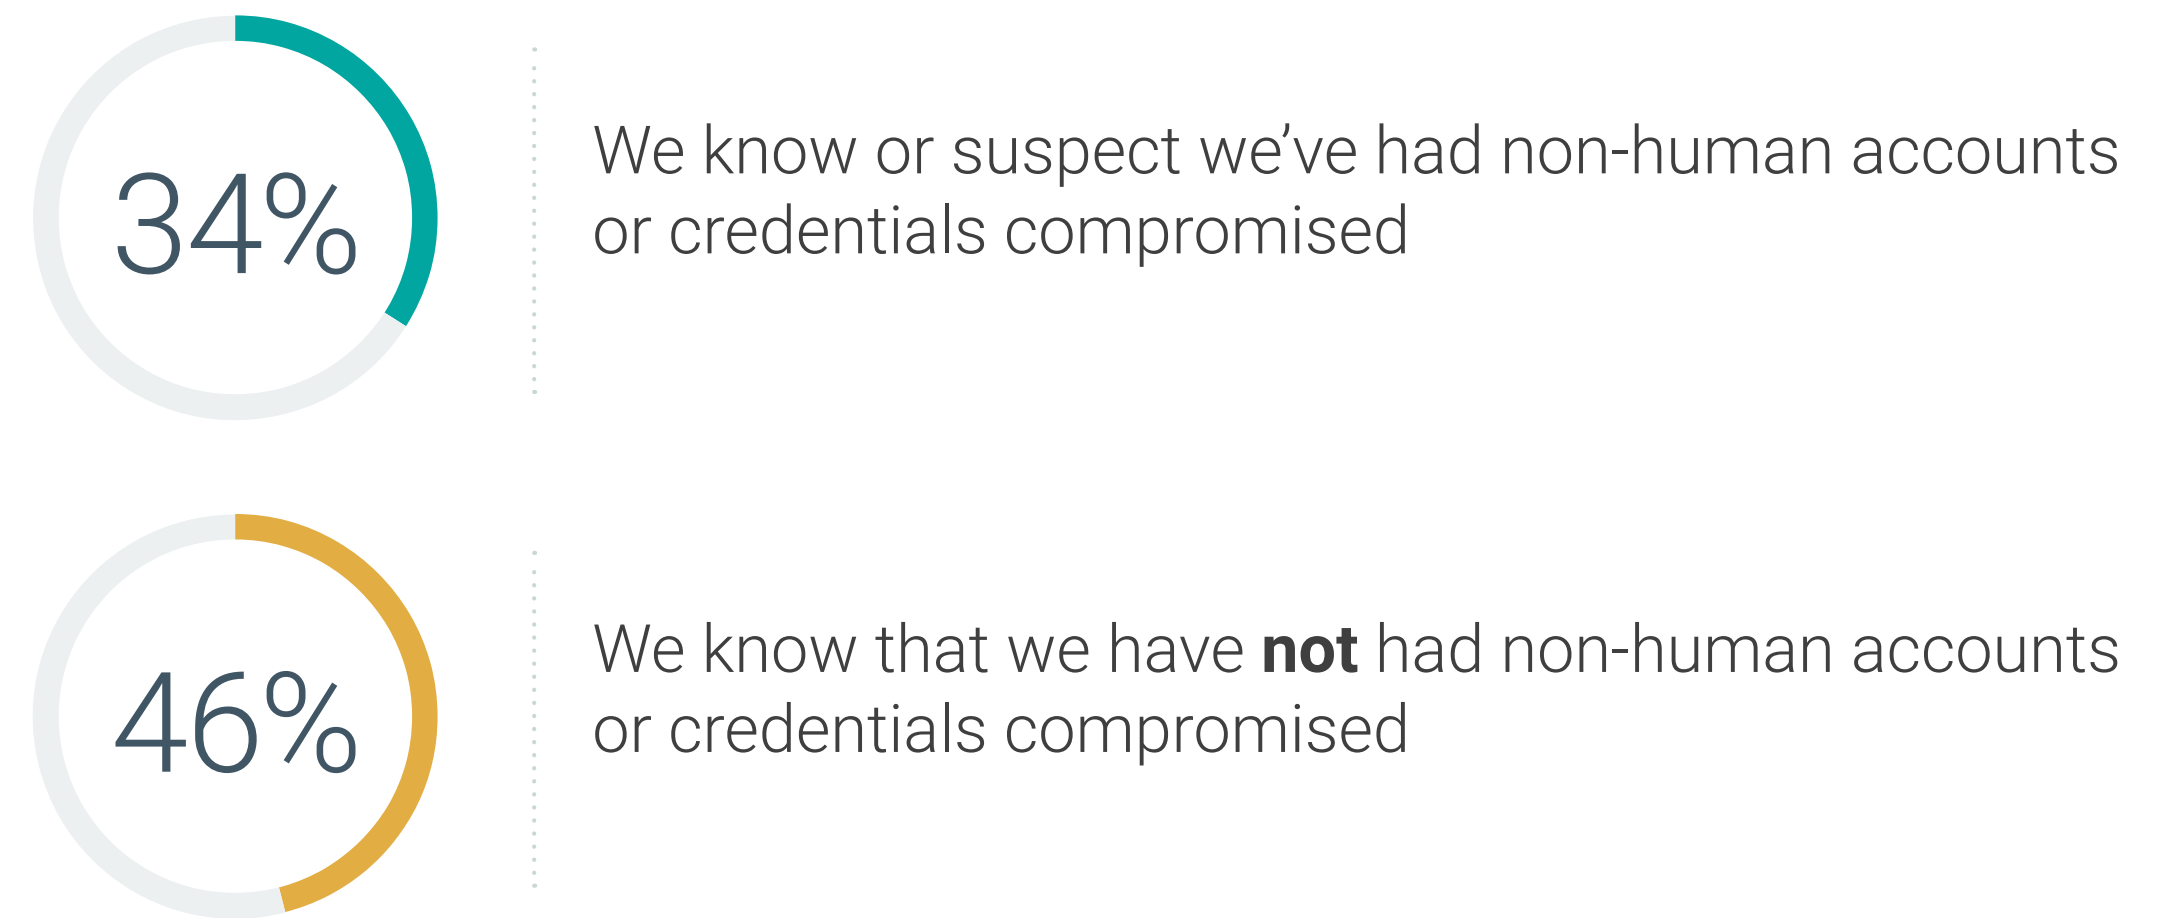 34%
We know or suspect we’ve had non-human accounts
or credentials compromised
46%
We know that we have not had non-human accounts
or credentials compromised